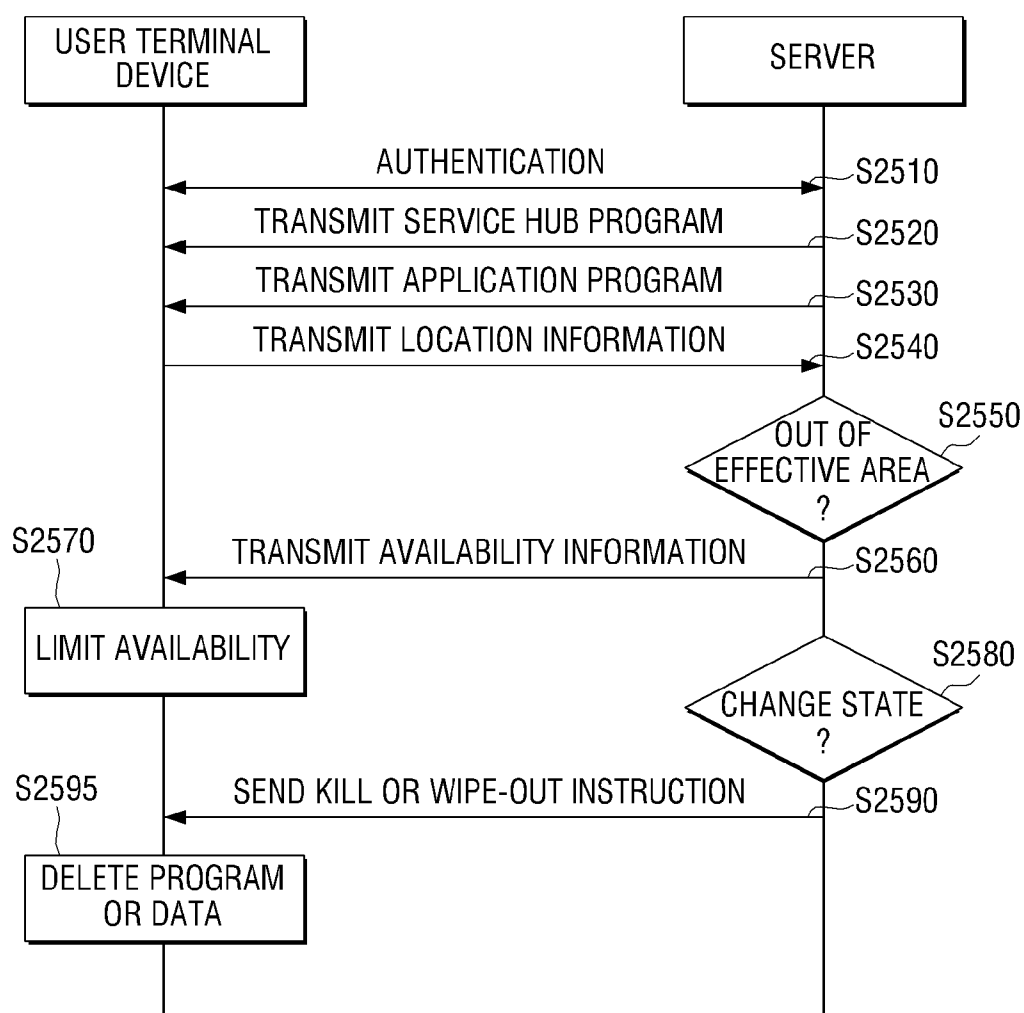 USER TERMINAL
DEVICE
SERVER
AUTHENTICATION
S2510
TRANSMIT SERVICE HUB PROGRAM
S2520
TRANSMIT APPLICATION PROGRAM
S2530
TRANSMIT LOCATION INFORMATION
S2540
S2550
OUT OF
EFFECTIVE AREA
?
S2570
TRANSMIT AVAILABILITY INFORMATION
S2560
LIMIT AVAILABILITY
S2580
CHANGE STATE
?
S2595
SEND KILL OR WIPE-OUT INSTRUCTION
S2590
DELETE PROGRAM
OR DATA